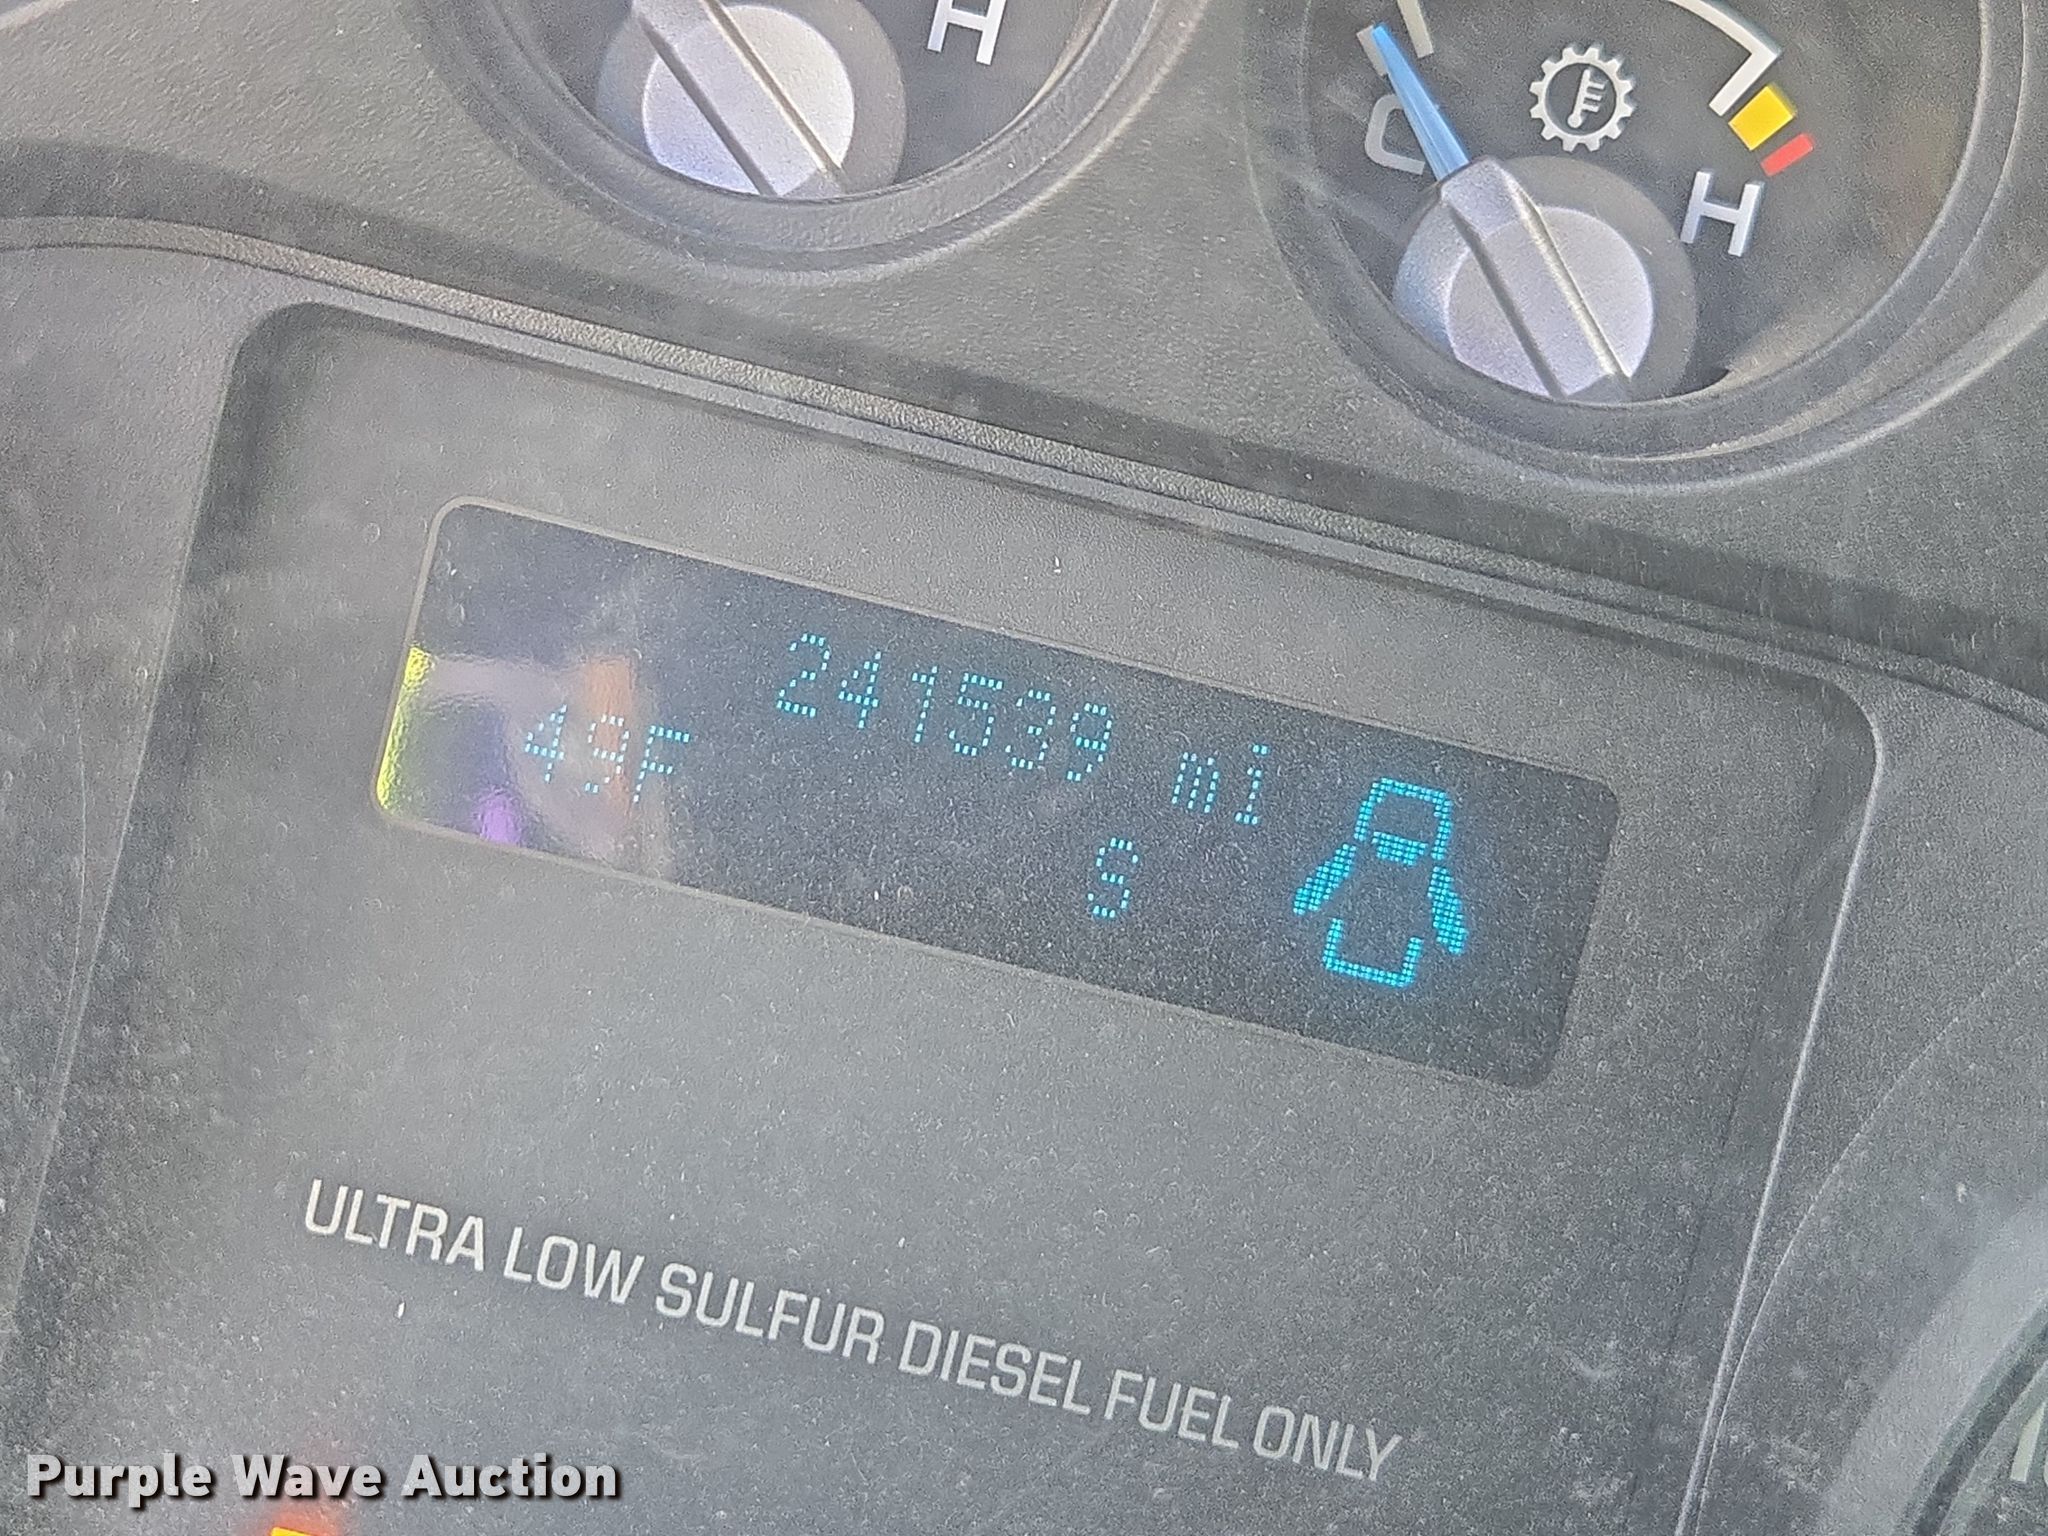 H
C
H
241539 mi
49F
S
ULTRA LOW SULFUR DIESEL FUEL ONLY
Purple Wave Auction